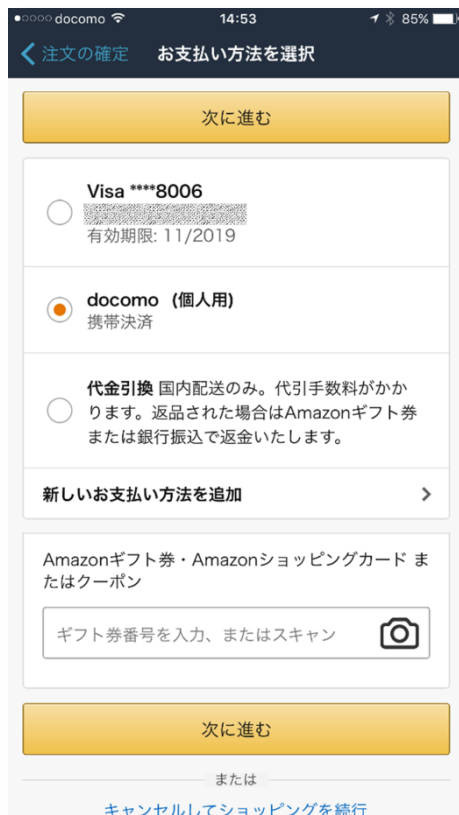 docomo 14:53 85%
注文の確定 お支払い方法を選択
次に進む
Visa ****8006
有効期限: 11/2019
docomo (個人用)
携帯決済
代金引換 国内配送のみ。代引手数料がかか
ります。返品された場合はAmazonギフト券
または銀行振込で返金いたします。
新しいお支払い方法を追加
Amazonギフト券・Amazonショッピングカード ま
たはクーポン
ギフト券番号を入力、またはスキャン
次に進む
または
キャンセルしてショッピングを続行